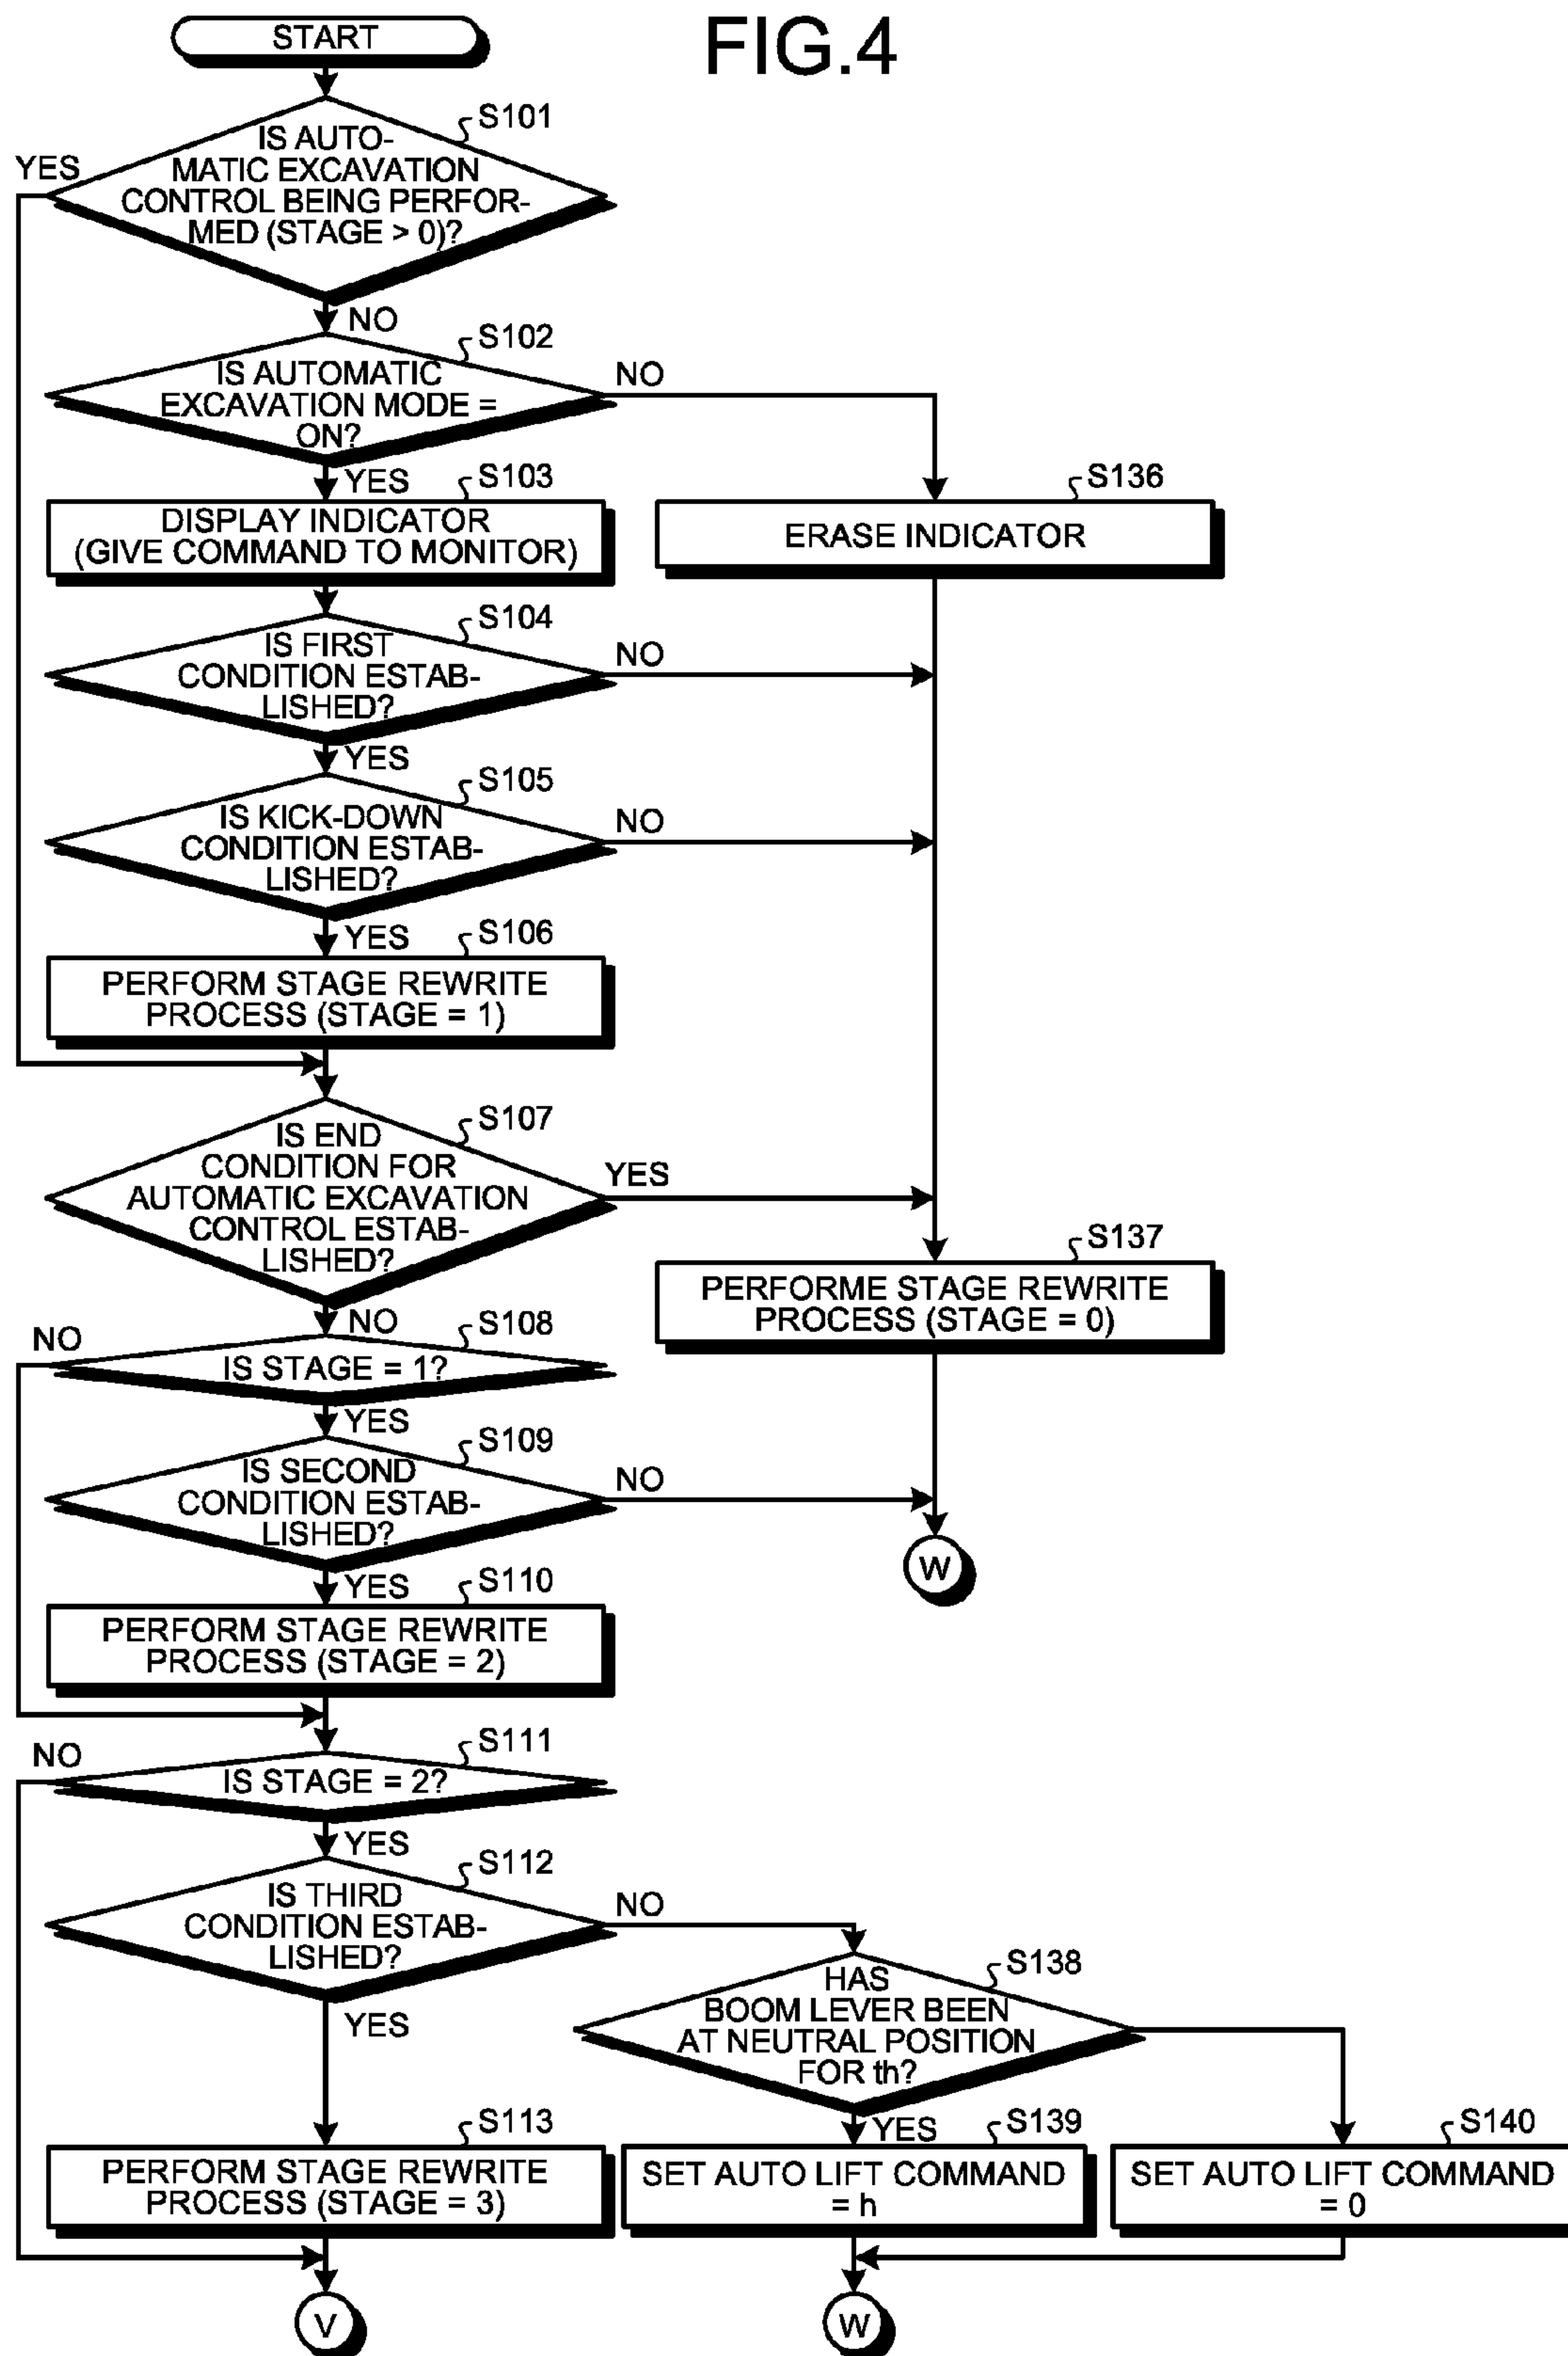 FIG.4
START
S101
IS AUTO-
MATIC EXCAVATION
CONTROL BEING PERFOR-
MED (STAGE > 0)?
YES
NO
S102
IS AUTOMATIC
EXCAVATION MODE =
ON?
NO
YES
S103
DISPLAY INDICATOR
(GIVE COMMAND TO MONITOR)
S136
ERASE INDICATOR
S104
IS FIRST
CONDITION ESTAB-
LISHED?
NO
YES
S105
IS KICK-DOWN
CONDITION ESTAB-
LISHED?
NO
YES
S106
PERFORM STAGE REWRITE
PROCESS (STAGE = 1)
S107
IS END
CONDITION FOR
AUTOMATIC EXCAVATION
CONTROL ESTAB-
LISHED?
YES
NO
S137
PERFORME STAGE REWRITE
PROCESS (STAGE = 0)
S108
IS STAGE = 1?
NO
YES
S109
IS SECOND
CONDITION ESTAB-
LISHED?
NO
YES
W
S110
PERFORM STAGE REWRITE
PROCESS (STAGE = 2)
S111
IS STAGE = 2?
NO
YES
S112
IS THIRD
CONDITION ESTAB-
LISHED?
NO
YES
S138
HAS
BOOM LEVER BEEN
AT NEUTRAL POSITION
FOR th?
YES
S113
PERFORM STAGE REWRITE
PROCESS (STAGE = 3)
S139
SET AUTO LIFT COMMAND
= h
S140
SET AUTO LIFT COMMAND
= 0
V
W